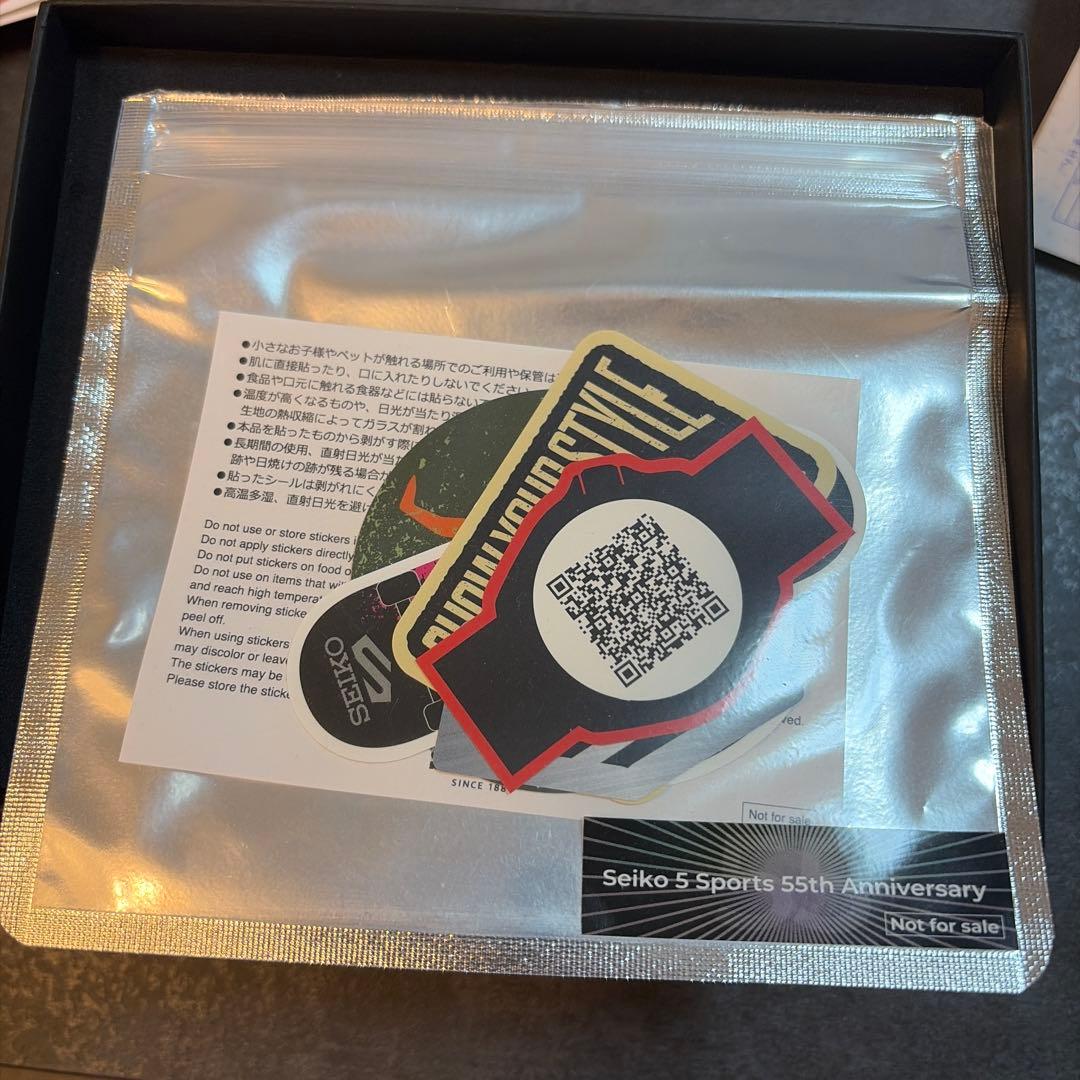 ●小さなお子様やペットが触れる場所でのご利用や保管は
●肌に直接貼ったり、口に入れたりしないでください
●食品や口元に触れる食器などには貼らない
●温度が高くなるものや、日光が当たり
生地の熱収縮によってガラスが割れ
●本品を貼ったものから剥がす際
●長期間の使用、直射日光が当
跡や日焼けの跡が残る場合
●貼ったシールは剥がれにく
●高温多湿、直射日光を避
Do not use or store stickers
Do not apply stickers directly
Do not put stickers on food o
Do not use on items that
and reach high tempera
When removing sticke
peel off.
When using stickers
may discolor or leav
The stickers may be
Please store the sticke
SHOW YOUR STYLE
SEIKO
SINCE 188
Not for sale
Seiko 5 Sports 55th Anniversary
Not for sale